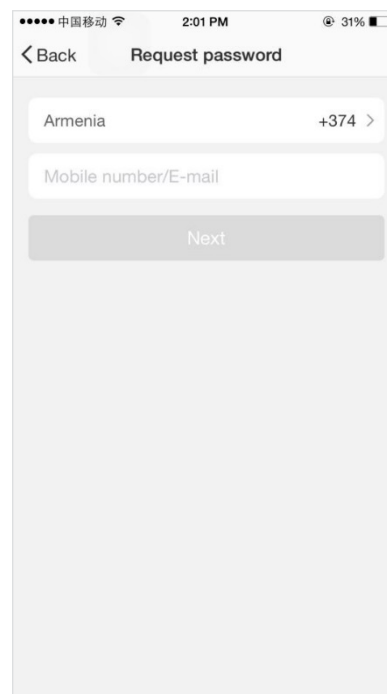 中国移动 2:01 PM 31%
Back Request password
Armenia +374
Mobile number/E-mail
Next